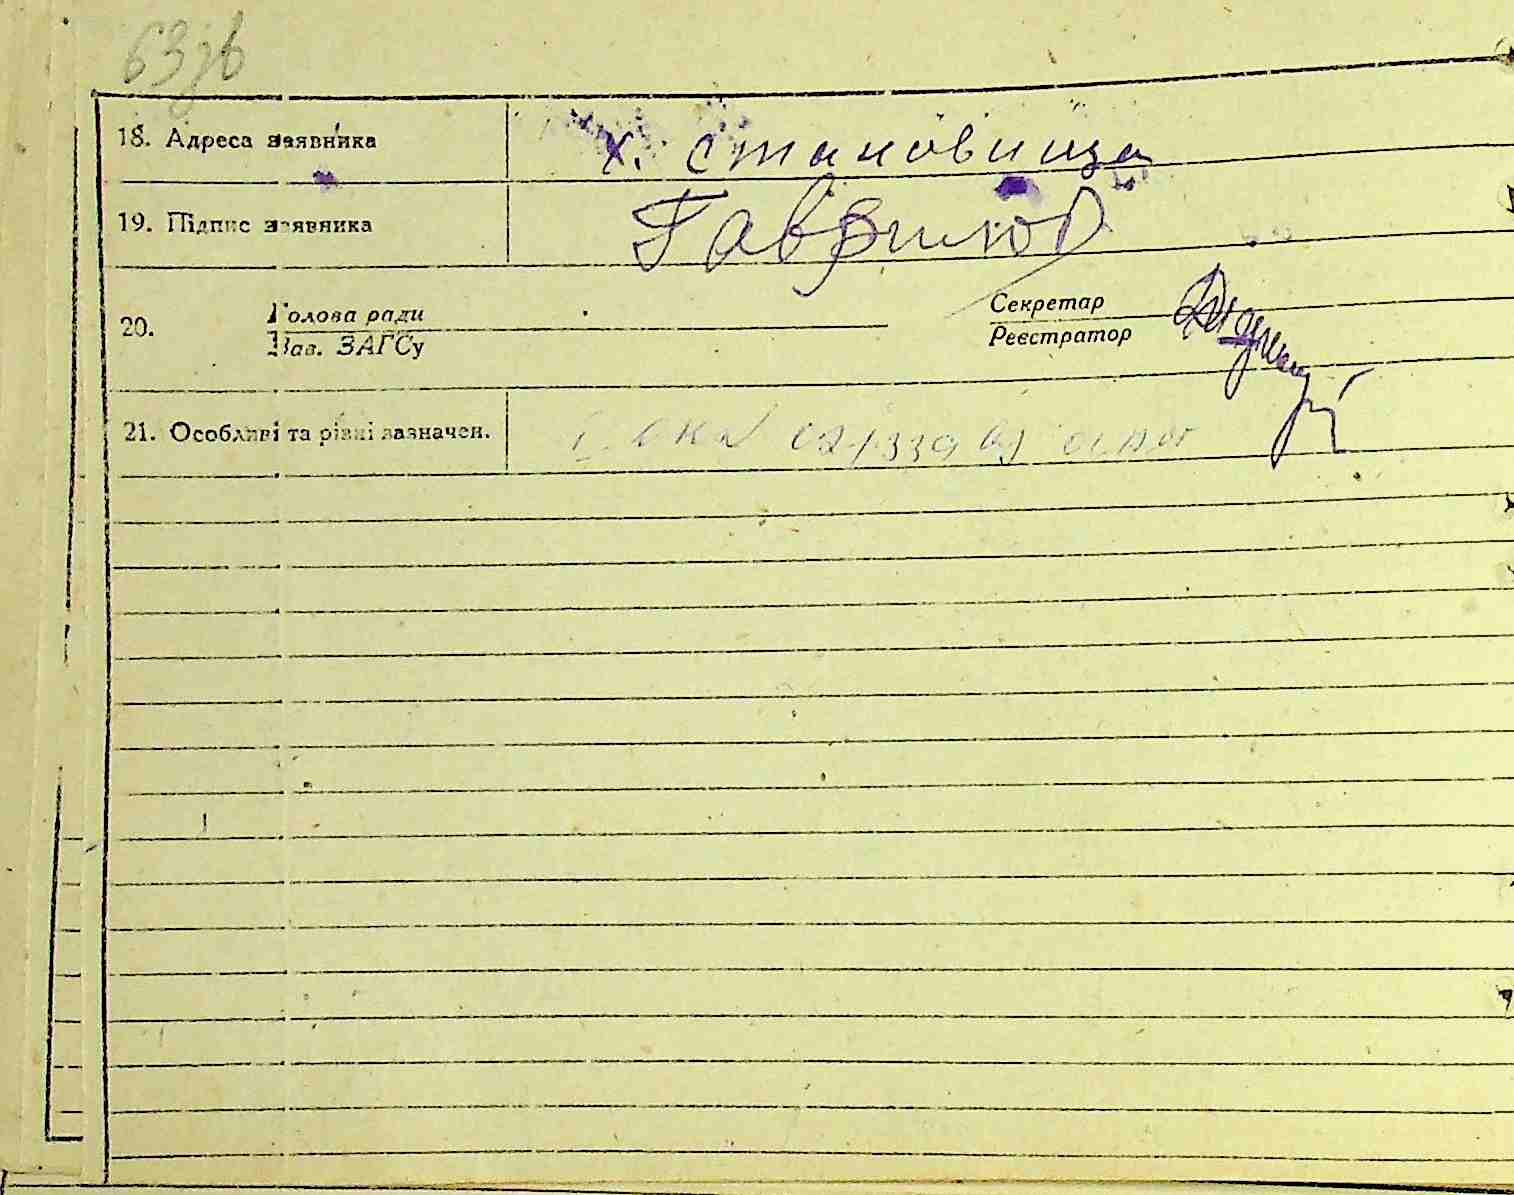 63зв
18. Адреса заявника х. становища
19. Підпис заявника Гаврилюк
20. Голова ради Секретар
Зав. ЗАГСу Реєстратор
21. Особливі та різні зазначен.